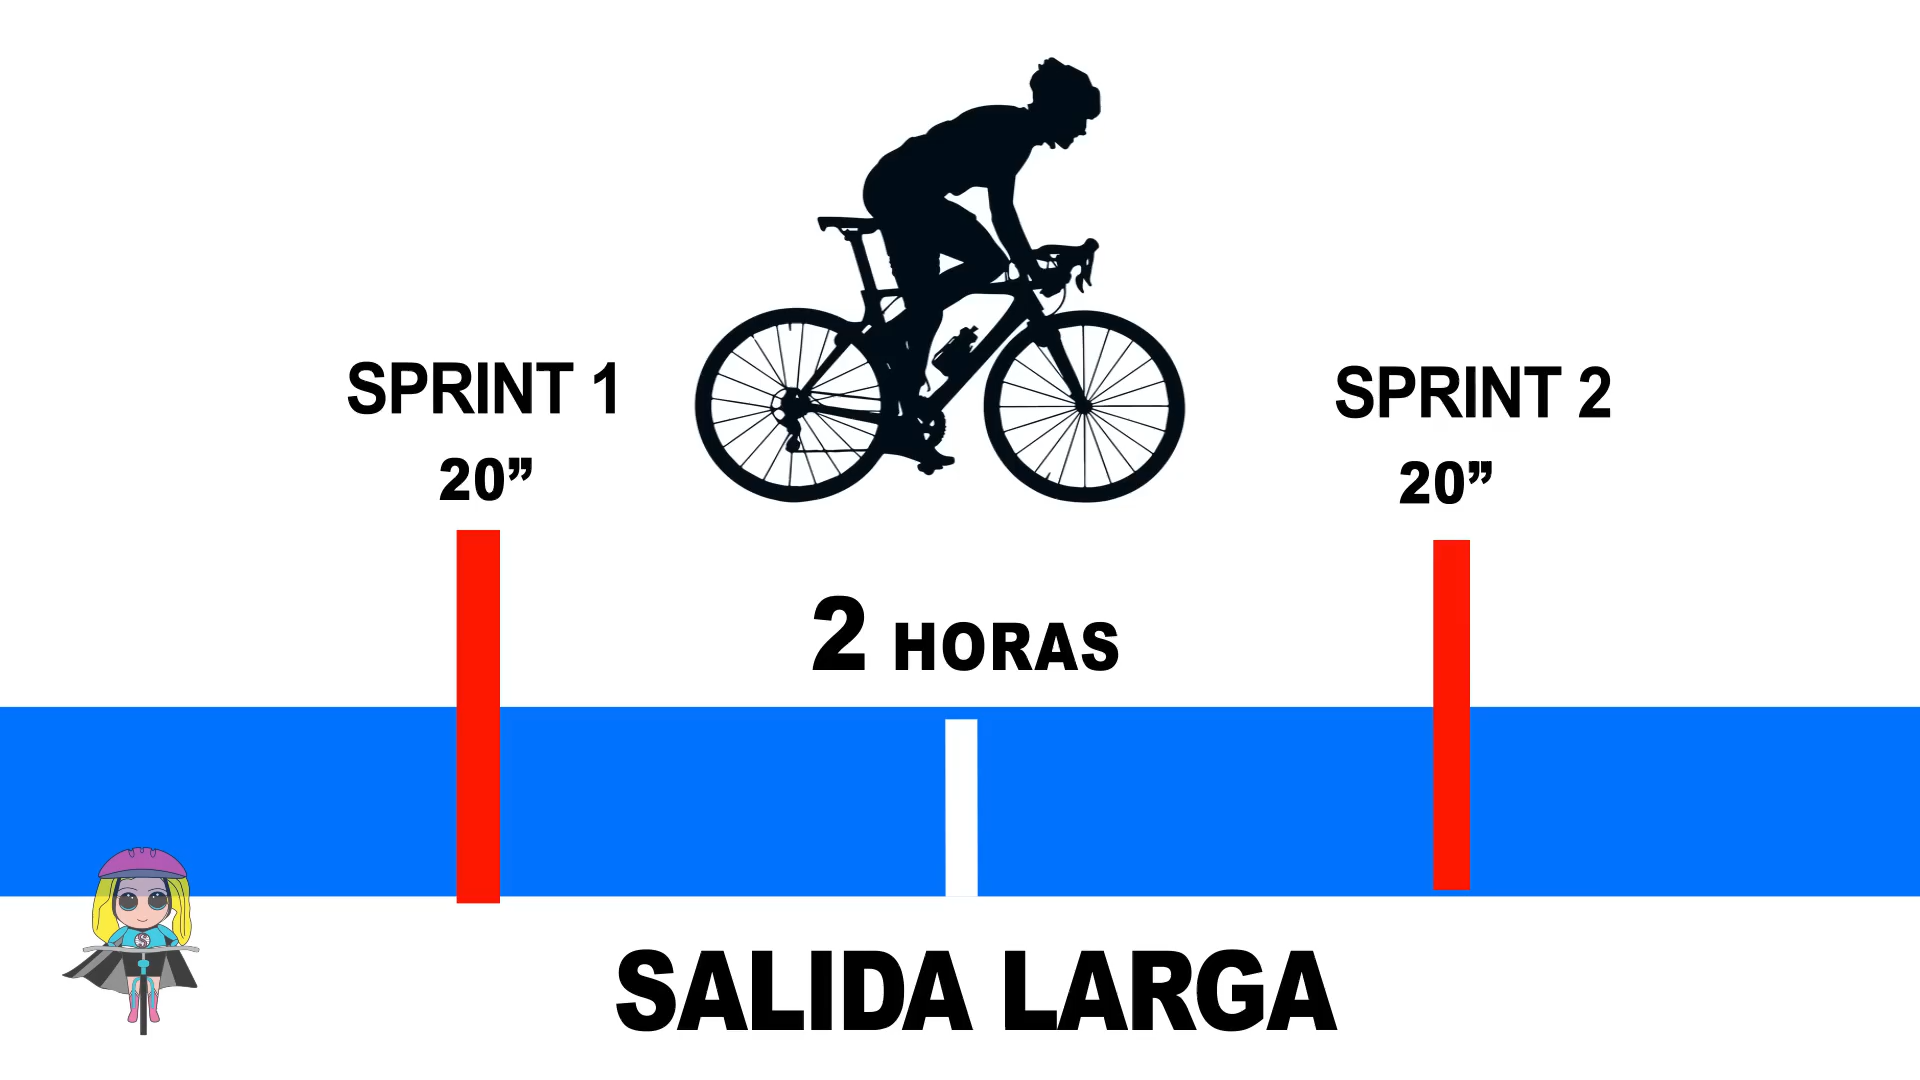 SPRINT 1
20”
SPRINT 2
20”
2 HORAS
SALIDA LARGA
S